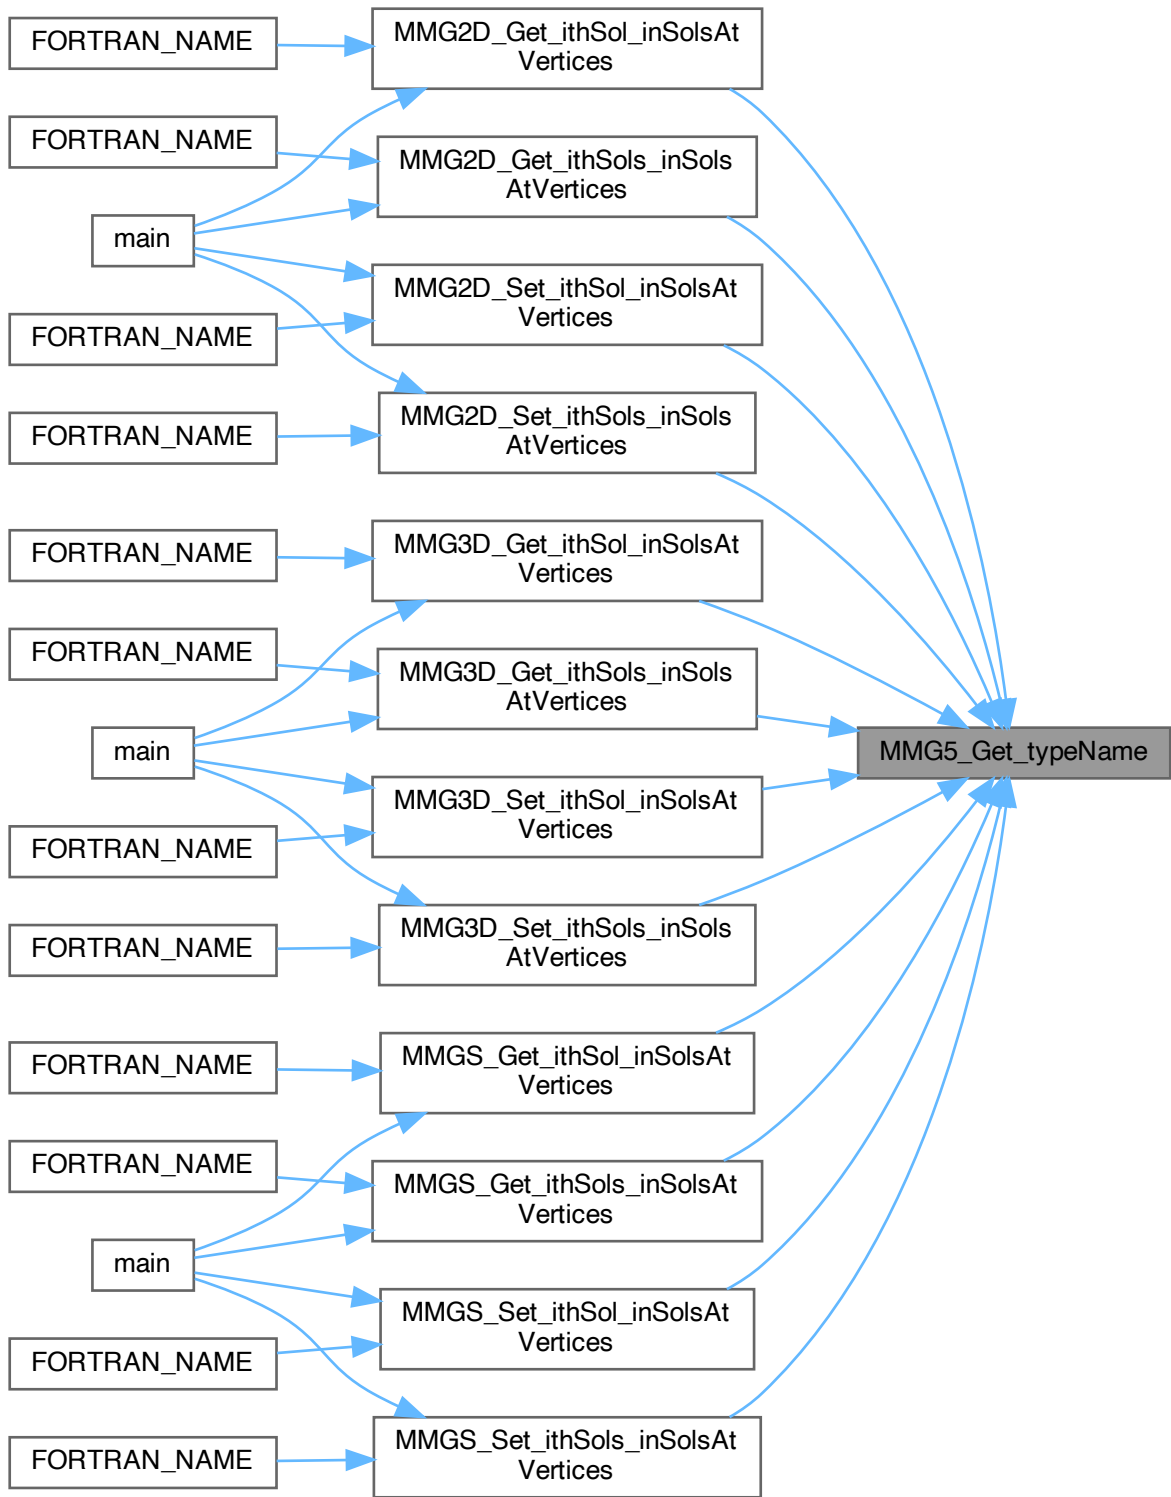 FORTRAN_NAME
MMG2D_Get_ithSol_inSolsAt
Vertices
FORTRAN_NAME
MMG2D_Get_ithSols_inSols
AtVertices
main
MMG2D_Set_ithSol_inSolsAt
Vertices
FORTRAN_NAME
MMG2D_Set_ithSols_inSols
AtVertices
FORTRAN_NAME
MMG3D_Get_ithSol_inSolsAt
Vertices
FORTRAN_NAME
MMG3D_Get_ithSols_inSols
AtVertices
FORTRAN_NAME
main
MMG5_Get_typeName
MMG3D_Set_ithSol_inSolsAt
Vertices
FORTRAN_NAME
MMG3D_Set_ithSols_inSols
AtVertices
FORTRAN_NAME
MMGS_Get_ithSol_inSolsAt
Vertices
FORTRAN_NAME
MMGS_Get_ithSols_inSolsAt
Vertices
FORTRAN_NAME
main
MMGS_Set_ithSol_inSolsAt
Vertices
FORTRAN_NAME
MMGS_Set_ithSols_inSolsAt
Vertices
FORTRAN_NAME